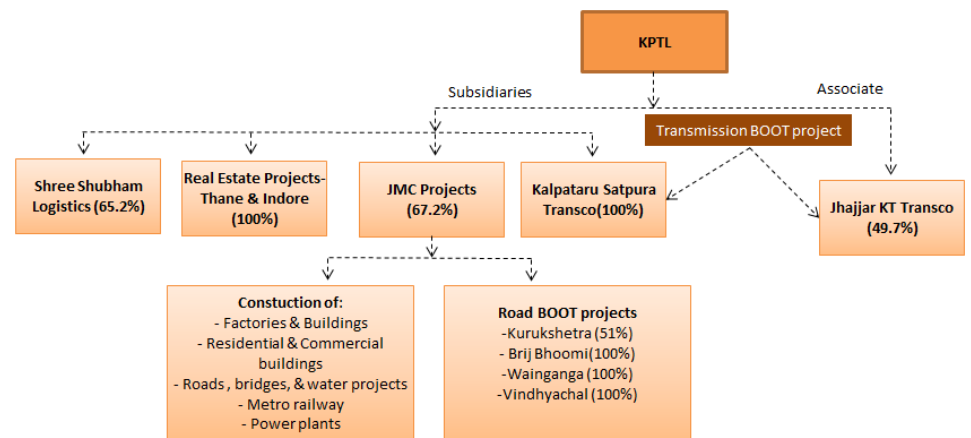 KPTL
Subsidiaries
Associate
Transmission BOOT project
Shree Shubham
Logistics (65.2%)
Real Estate Projects-
Thane & Indore
(100%)
JMC Projects
(67.2%)
Kalpataru Satpura
Transco(100%)
Jhajjar KT Transco
(49.7%)
Constuction of:
- Factories & Buildings
- Residential & Commercial
buildings
- Roads , bridges, & water projects
- Metro railway
- Power plants
Road BOOT projects
-Kurukshetra (51%)
- Brij Bhoomi(100%)
- Wainganga (100%)
-Vindhyachal (100%)